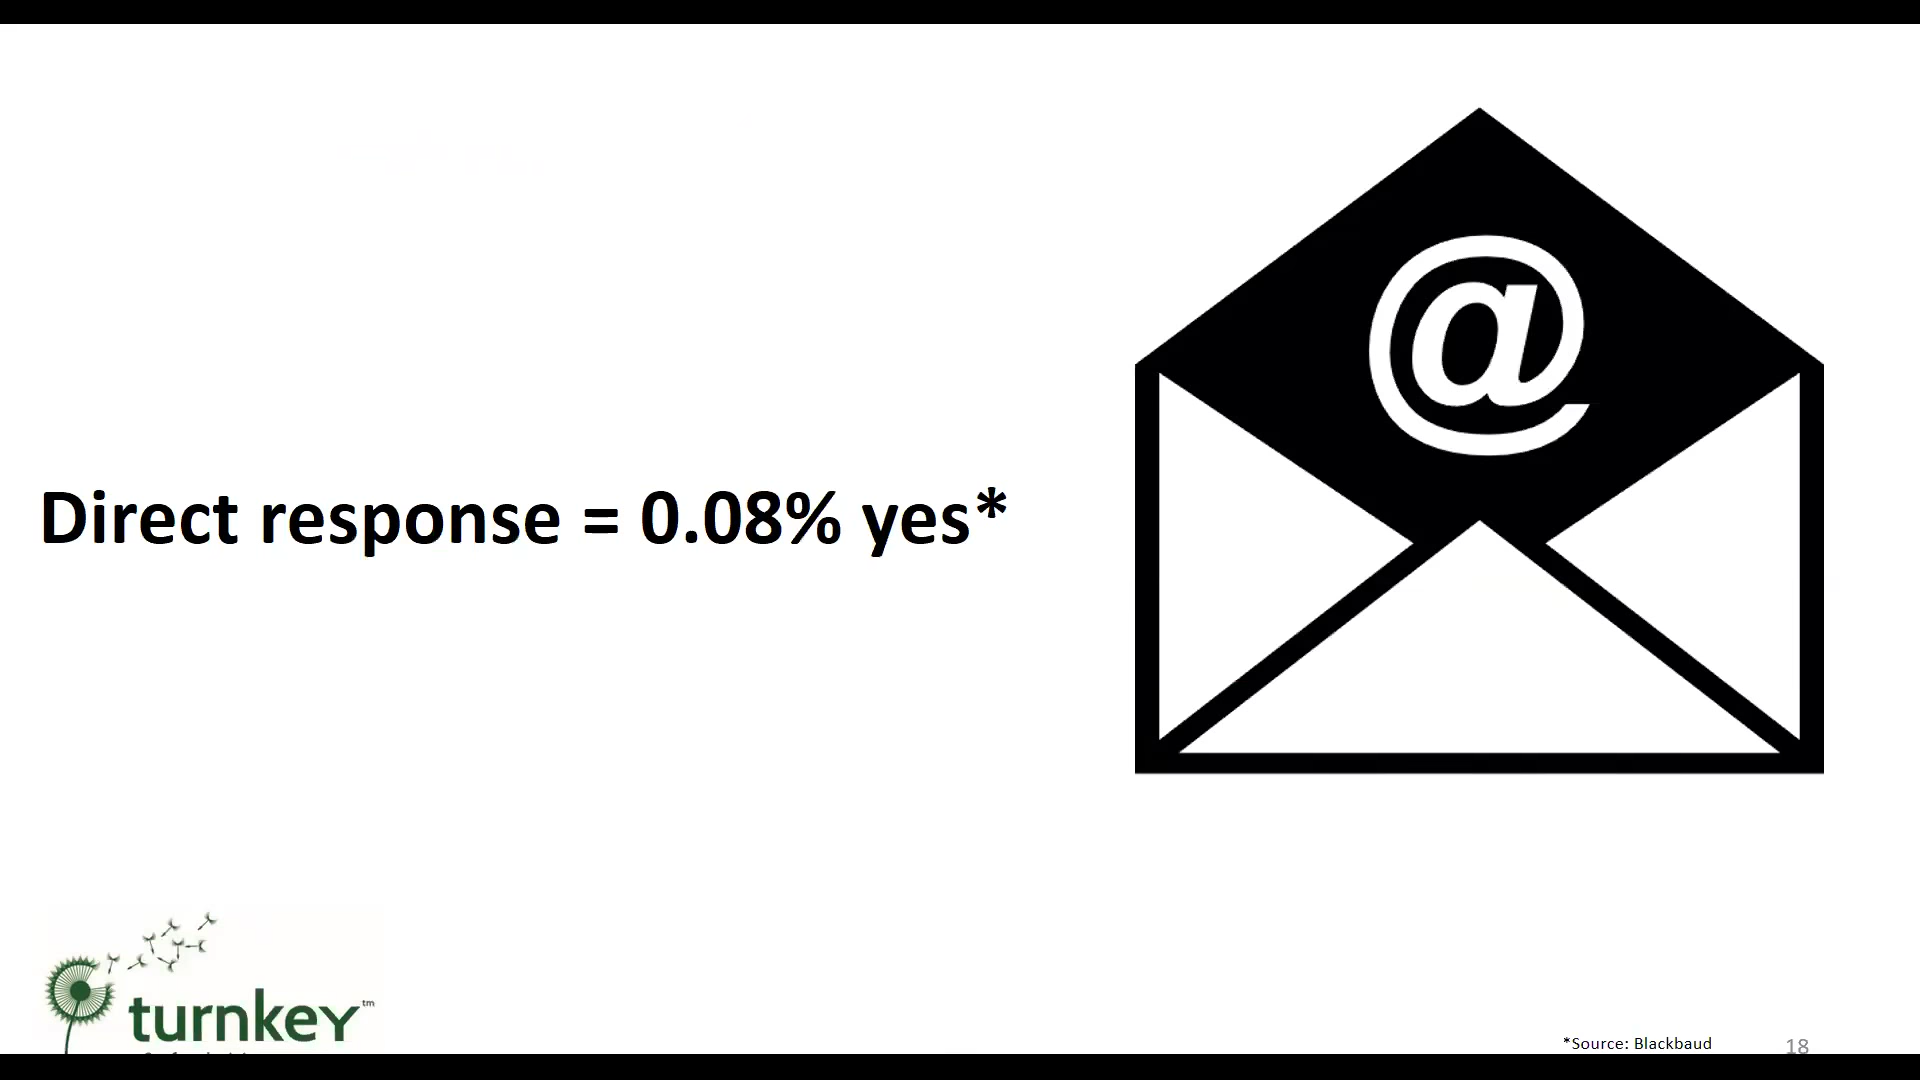 @
Direct response = 0.08% yes*
turnkey™
*Source: Blackbaud
18